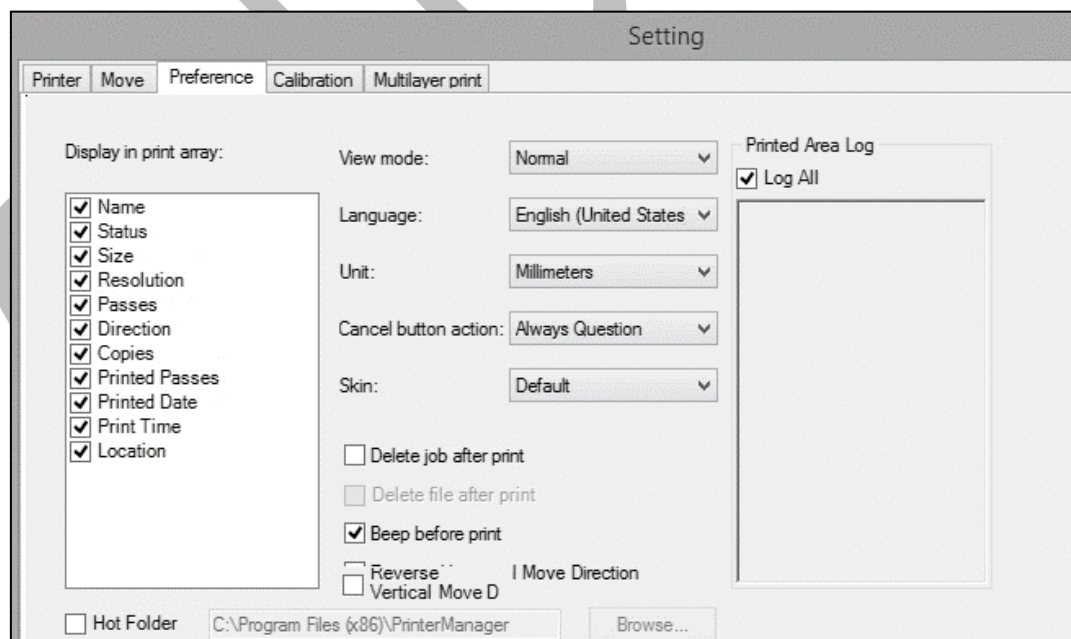 Setting
Printer Move Preference Calibration Multilayer print
Display in print array:
Name
Status
Size
Resolution
Passes
Direction
Copies
Printed Passes
Printed Date
Print Time
Location
View mode: Normal
Language: English (United States
Unit: Millimeters
Cancel button action: Always Question
Skin: Default
Delete job after print
Delete file after print
Beep before print
Reverse Move Direction
Vertical Move D
Printed Area Log
Log All
Hot Folder C:\Program Files (x86)\PrinterManager Browse...